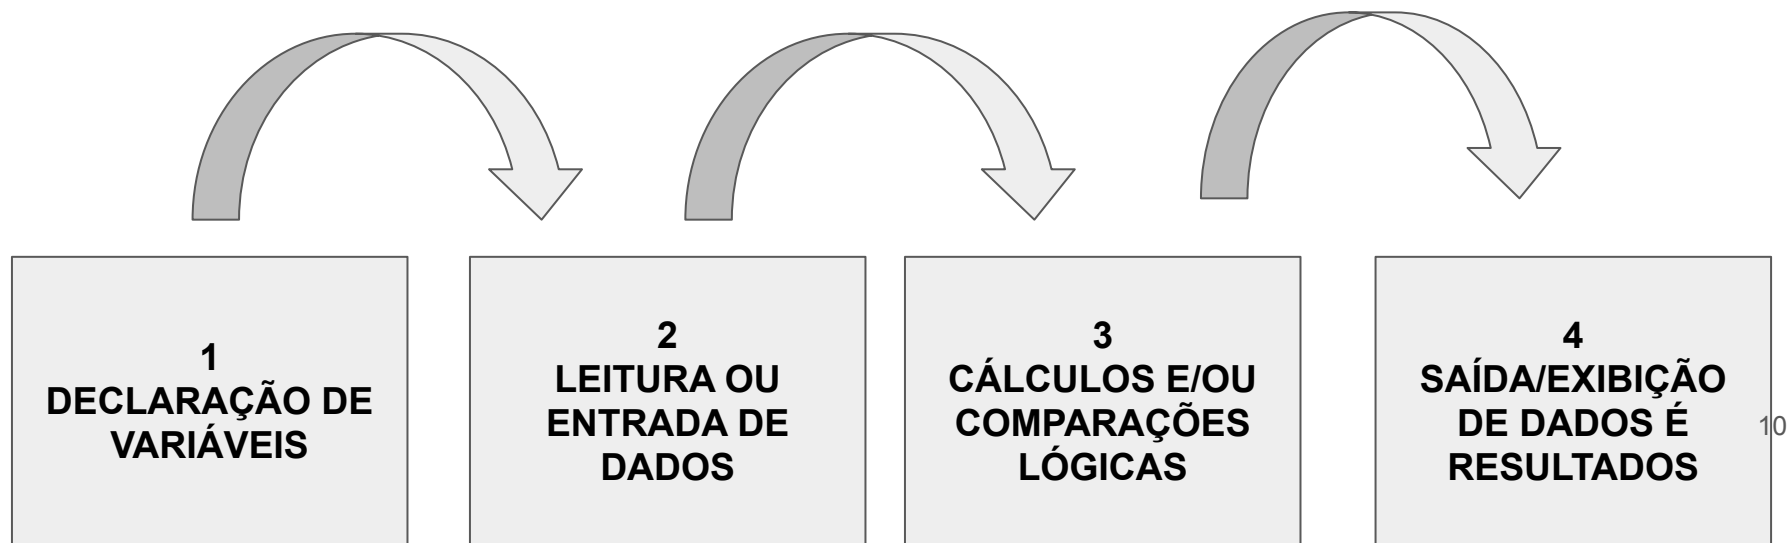 1
DECLARAÇÃO DE
VARIÁVEIS
2
LEITURA OU
ENTRADA DE
DADOS
3
CÁLCULOS E/OU
COMPARAÇÕES
LÓGICAS
4
SAÍDA/EXIBIÇÃO
DE DADOS É
RESULTADOS
10